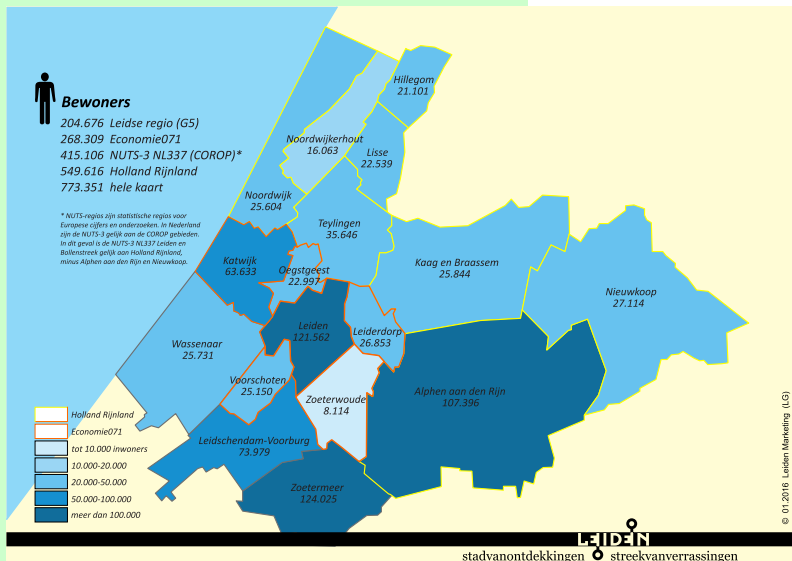 Bewoners
204.676 Leidse regio (G5)
268.309 Economie071
415.106 NUTS-3 NL337 (COROP)*
549.616 Holland Rijnland
773.351 hele kaart
* NUTS-regios zijn statistische regios voor
Europese cijfers en onderzoeken. In Nederland
zijn de NUTS-3 gelijk aan de COROP gebieden.
In dit geval is de NUTS-3 NL337 Leiden en
Bollenstreek gelijk aan Holland Rijnland,
minus Alphen aan den Rijn en Nieuwkoop.
Hillegom
21.101
Noordwijkerhout
16.063
Lisse
22.539
Noordwijk
25.604
Teylingen
35.646
Katwijk
63.633
Oegstgeest
22.997
Kaag en Braassem
25.844
Nieuwkoop
27.114
Leiden
121.562
Leiderdorp
26.853
Wassenaar
25.731
Voorschoten
25.150
Zoeterwoude
8.114
Alphen aan den Rijn
107.396
Leidschendam-Voorburg
73.979
Zoetermeer
124.025
Holland Rijnland
Economie071
tot 10.000 inwoners
10.000-20.000
20.000-50.000
50.000-100.000
meer dan 100.000
© 01.2016 Leiden Marketing (LG)
LEIDEN
stadvanontdekkingen streekvanverrassingen